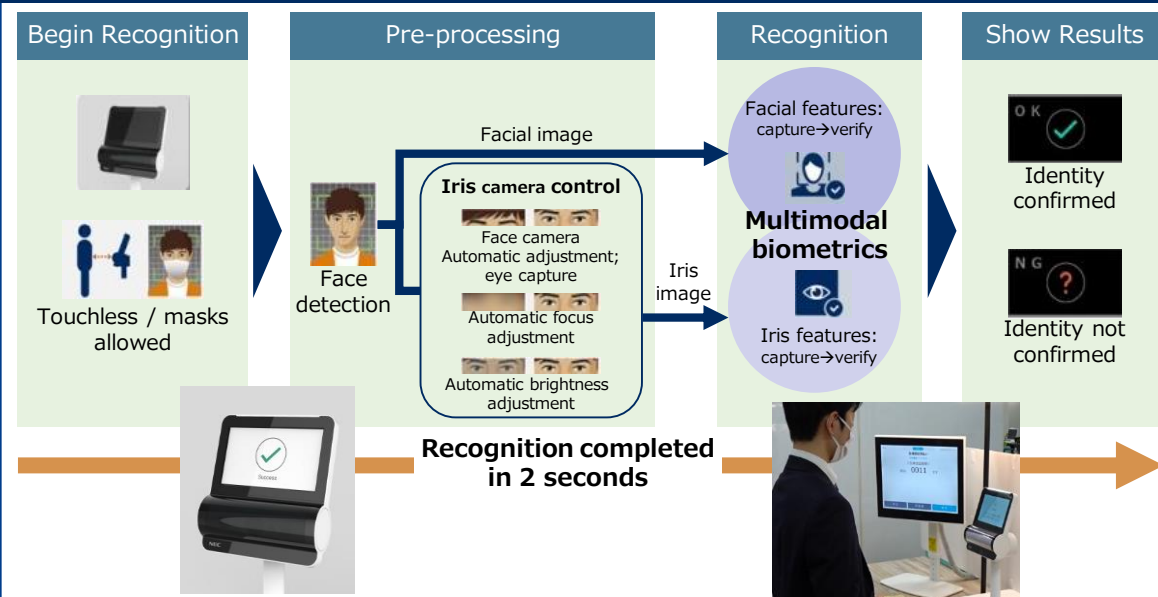 Begin Recognition
Pre-processing
Recognition
Show Results
Touchless / masks
allowed
Face
detection
Facial image
Iris camera control
Face camera
Automatic adjustment;
eye capture
Automatic focus
adjustment
Automatic brightness
adjustment
Iris
image
Facial features:
capture→verify
Multimodal
biometrics
Iris features:
capture→verify
OK
Identity
confirmed
NG
?
Identity not
confirmed
Recognition completed
in 2 seconds
Success
NEC
0011